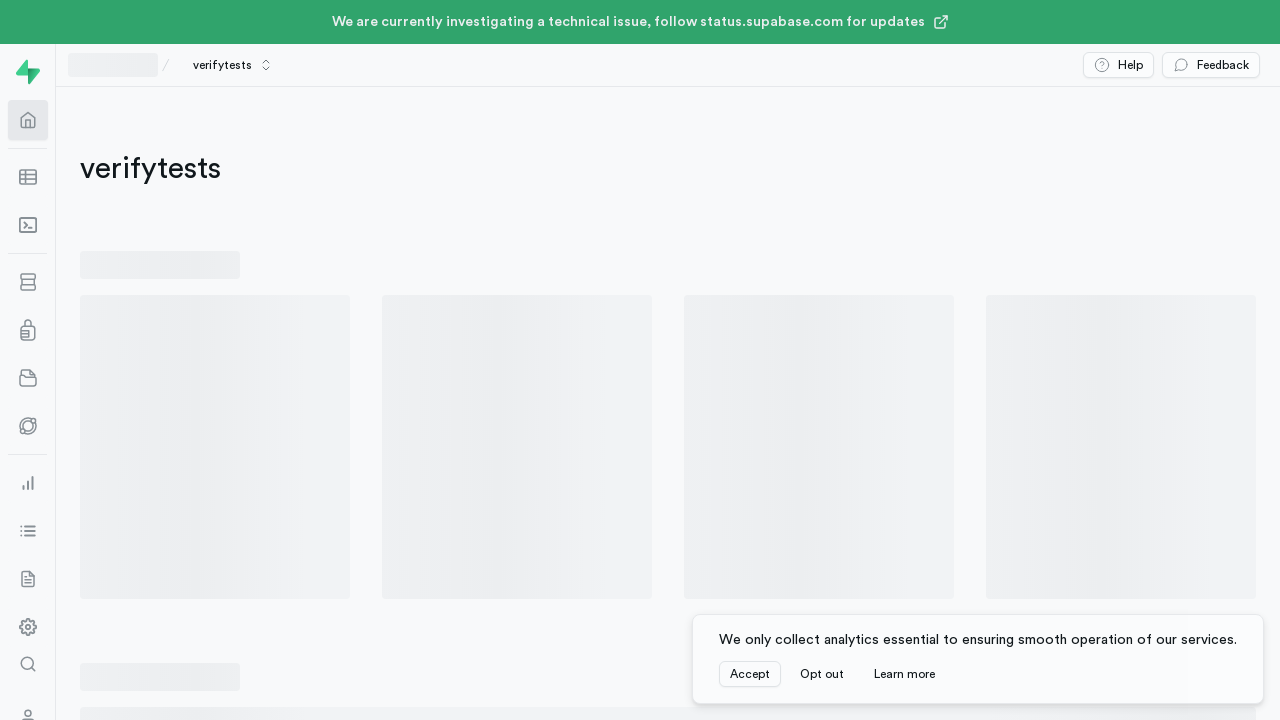 We are currently investigating a technical issue, follow status.supabase.com for updates
/ verifytests
Help
Feedback
verifytests
We only collect analytics essential to ensuring smooth operation of our services.
Accept
Opt out
Learn more